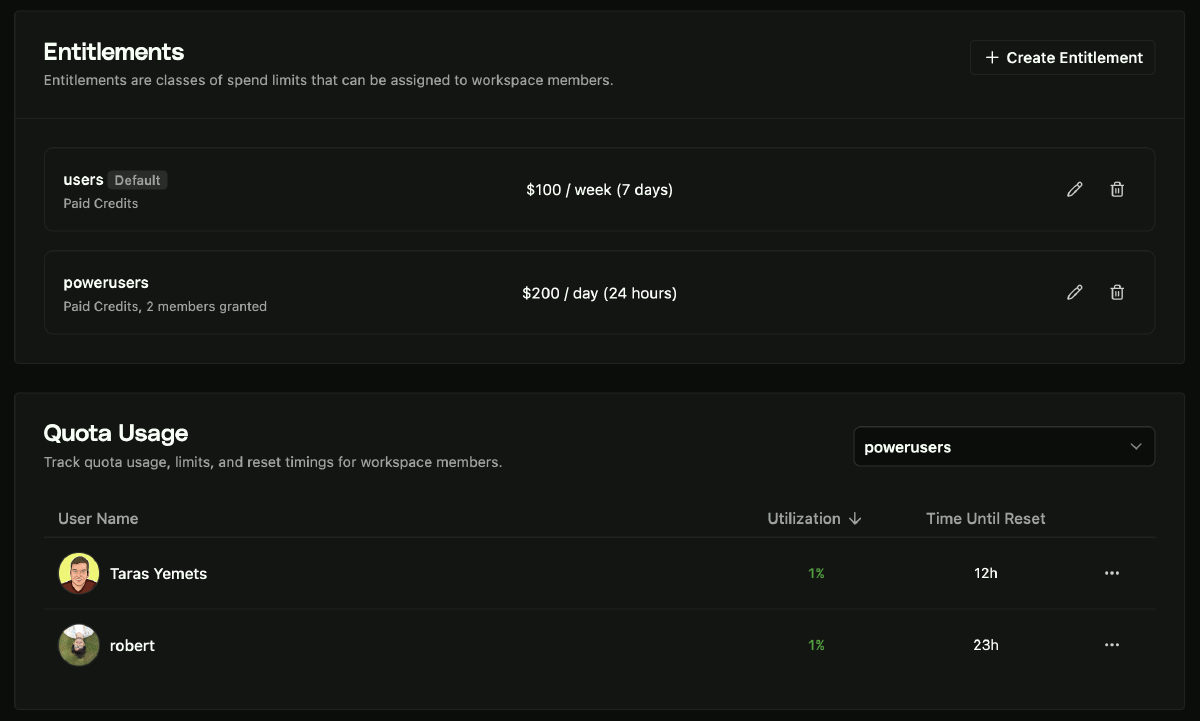 Entitlements
Entitlements are classes of spend limits that can be assigned to workspace members.
+ Create Entitlement
users Default
Paid Credits
$100 / week (7 days)
powerusers
Paid Credits, 2 members granted
$200 / day (24 hours)
Quota Usage
Track quota usage, limits, and reset timings for workspace members.
powerusers
User Name Utilization ↓ Time Until Reset
Taras Yemets 1% 12h
robert 1% 23h